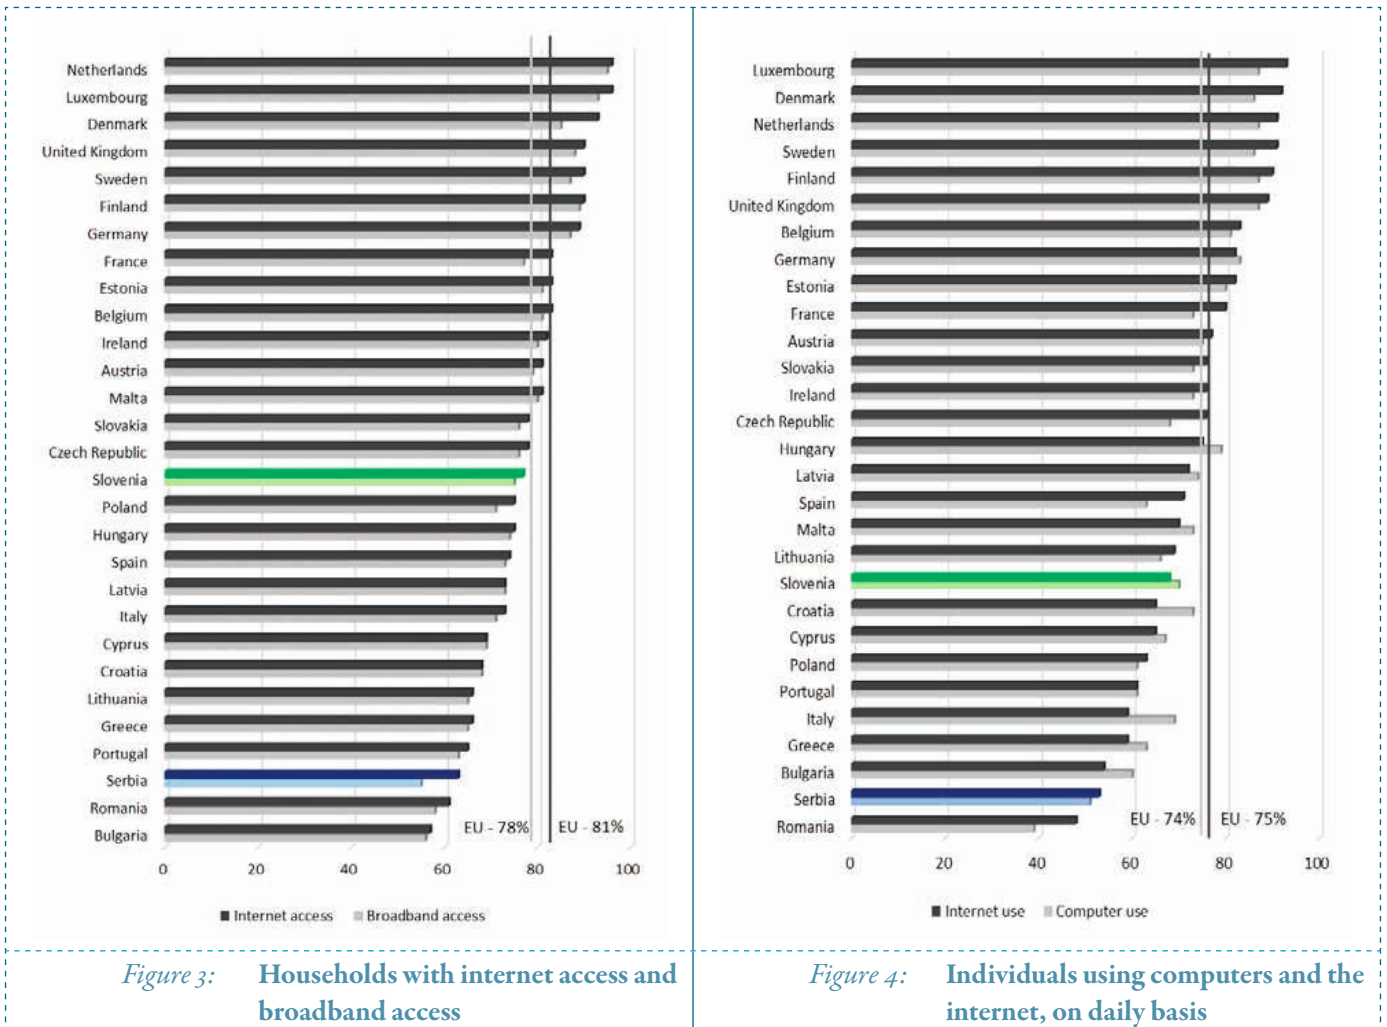 Netherlands
Luxembourg
Denmark
United Kingdom
Sweden
Finland
Germany
France
Estonia
Belgium
Ireland
Austria
Malta
Slovakia
Czech Republic
Slovenia
Poland
Hungary
Spain
Latvia
Italy
Cyprus
Croatia
Lithuania
Greece
Portugal
Serbia
Romania
Bulgaria
EU - 78% EU - 81%
0 20 40 60 80 100
Internet access Broadband access
Figure 3: Households with internet access and
broadband access
Luxembourg
Denmark
Netherlands
Sweden
Finland
United Kingdom
Belgium
Germany
Estonia
France
Austria
Slovakia
Ireland
Czech Republic
Hungary
Latvia
Spain
Malta
Lithuania
Slovenia
Croatia
Cyprus
Poland
Portugal
Italy
Greece
Bulgaria
Serbia
Romania
EU - 74% EU - 75%
0 20 40 60 80 100
Internet use Computer use
Figure 4: Individuals using computers and the
internet, on daily basis